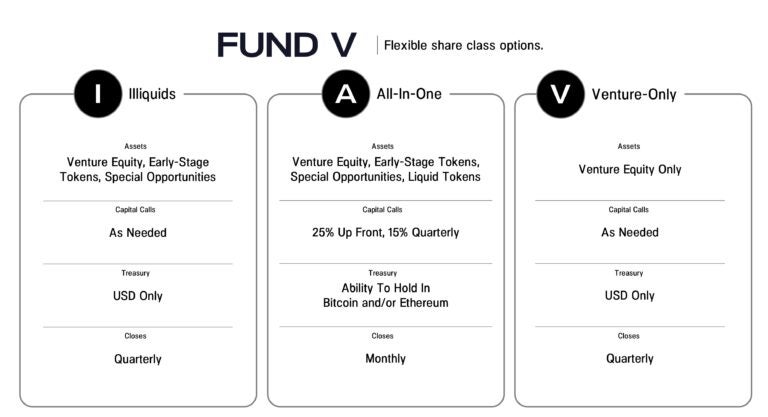 FUND V
Flexible share class options.
I
Illiquids
Assets
Venture Equity, Early-Stage
Tokens, Special Opportunities
Capital Calls
As Needed
Treasury
USD Only
Closes
Quarterly
A
All-In-One
Assets
Venture Equity, Early-Stage Tokens,
Special Opportunities, Liquid Tokens
Capital Calls
25% Up Front, 15% Quarterly
Treasury
Ability To Hold In
Bitcoin and/or Ethereum
Closes
Monthly
V
Venture-Only
Assets
Venture Equity Only
Capital Calls
As Needed
Treasury
USD Only
Closes
Quarterly